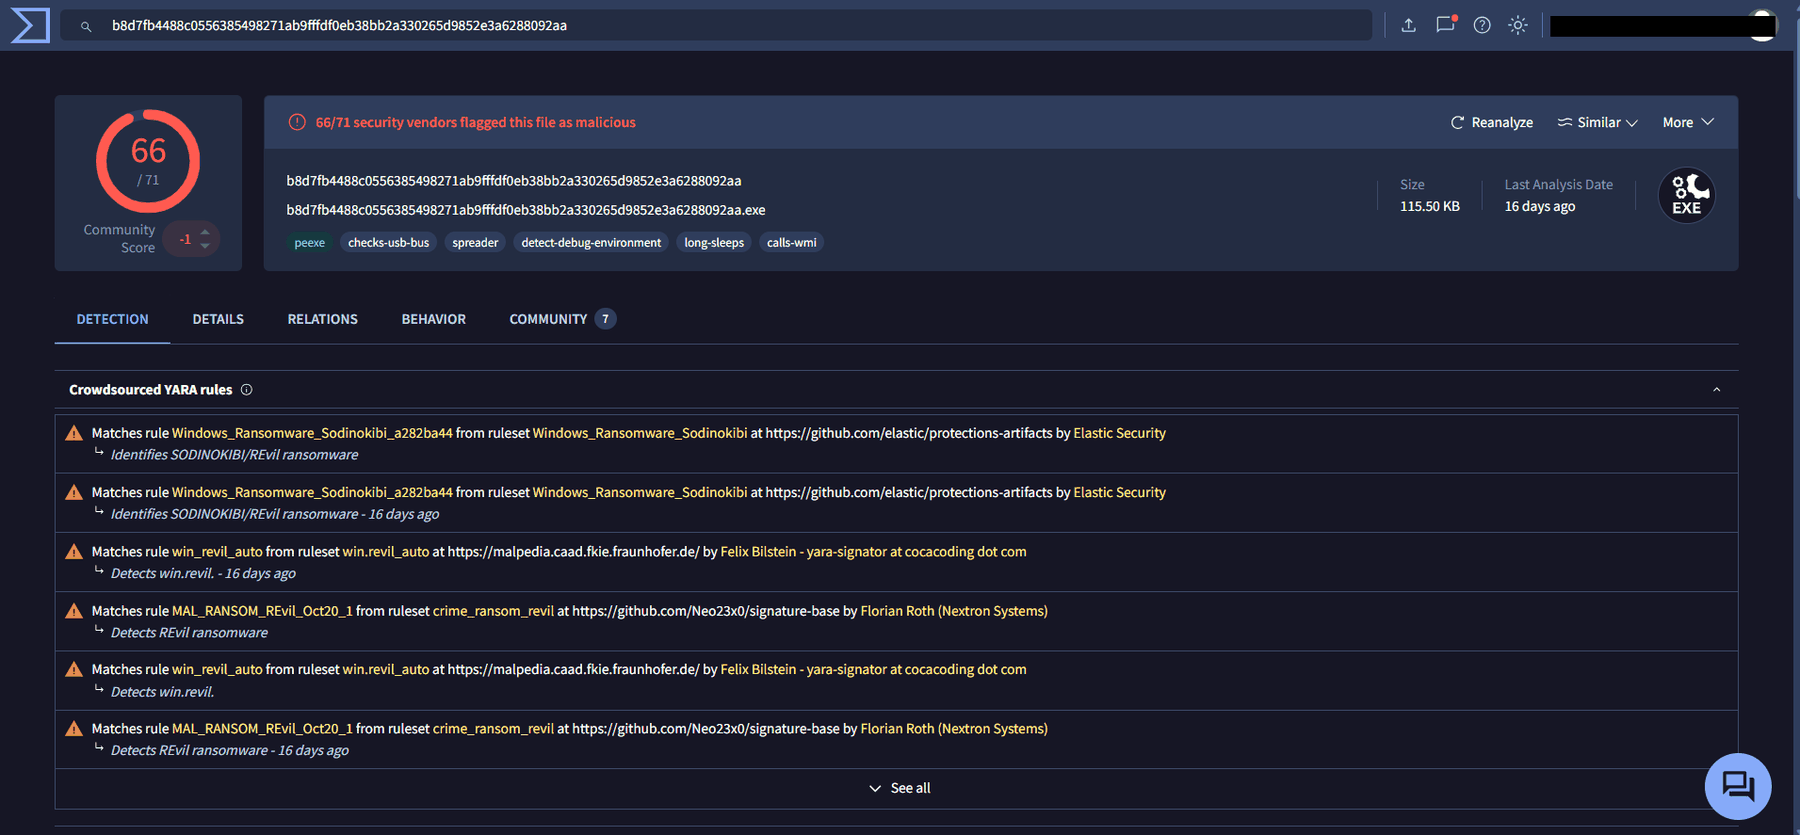 b8d7fb4488c0556385498271ab9fffdf0eb38bb2a330265d9852e3a6288092aa
66
/ 71
Community
Score
-1
66/71 security vendors flagged this file as malicious
Reanalyze
Similar
More
b8d7fb4488c0556385498271ab9fffdf0eb38bb2a330265d9852e3a6288092aa
b8d7fb4488c0556385498271ab9fffdf0eb38bb2a330265d9852e3a6288092aa.exe
peexe
checks-usb-bus
spreader
detect-debug-environment
long-sleeps
calls-wmi
Size
115.50 KB
Last Analysis Date
16 days ago
EXE
DETECTION
DETAILS
RELATIONS
BEHAVIOR
COMMUNITY 7
Crowdsourced YARA rules
Matches rule Windows_Ransomware_Sodinokibi_a282ba44 from ruleset Windows_Ransomware_Sodinokibi at https://github.com/elastic/protections-artifacts by Elastic Security
Identifies SODINOKIBI/REvil ransomware
Matches rule Windows_Ransomware_Sodinokibi_a282ba44 from ruleset Windows_Ransomware_Sodinokibi at https://github.com/elastic/protections-artifacts by Elastic Security
Identifies SODINOKIBI/REvil ransomware - 16 days ago
Matches rule win_revil_auto from ruleset win.revil_auto at https://malpedia.caad.fkie.fraunhofer.de/ by Felix Bilstein - yara-signator at cocacoding dot com
Detects win.revil. - 16 days ago
Matches rule MAL_RANSOM_REvil_Oct20_1 from ruleset crime_ransom_revil at https://github.com/Neo23x0/signature-base by Florian Roth (Nextron Systems)
Detects REvil ransomware
Matches rule win_revil_auto from ruleset win.revil_auto at https://malpedia.caad.fkie.fraunhofer.de/ by Felix Bilstein - yara-signator at cocacoding dot com
Detects win.revil.
Matches rule MAL_RANSOM_REvil_Oct20_1 from ruleset crime_ransom_revil at https://github.com/Neo23x0/signature-base by Florian Roth (Nextron Systems)
Detects REvil ransomware - 16 days ago
See all